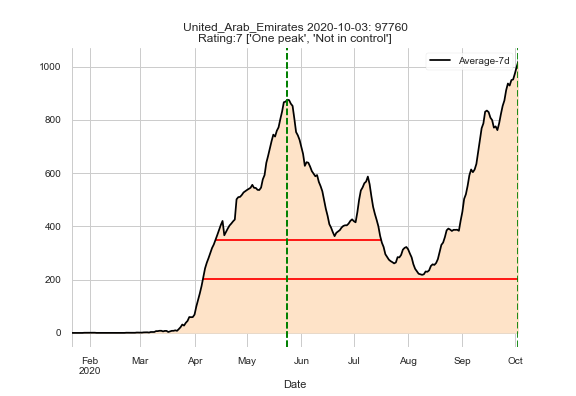 United_Arab_Emirates 2020-10-03: 97760
Rating:7 ['One peak', 'Not in control']
Average-7d
1000
800
600
400
200
0
Feb Mar Apr May Jun Jul Aug Sep Oct
2020
Date